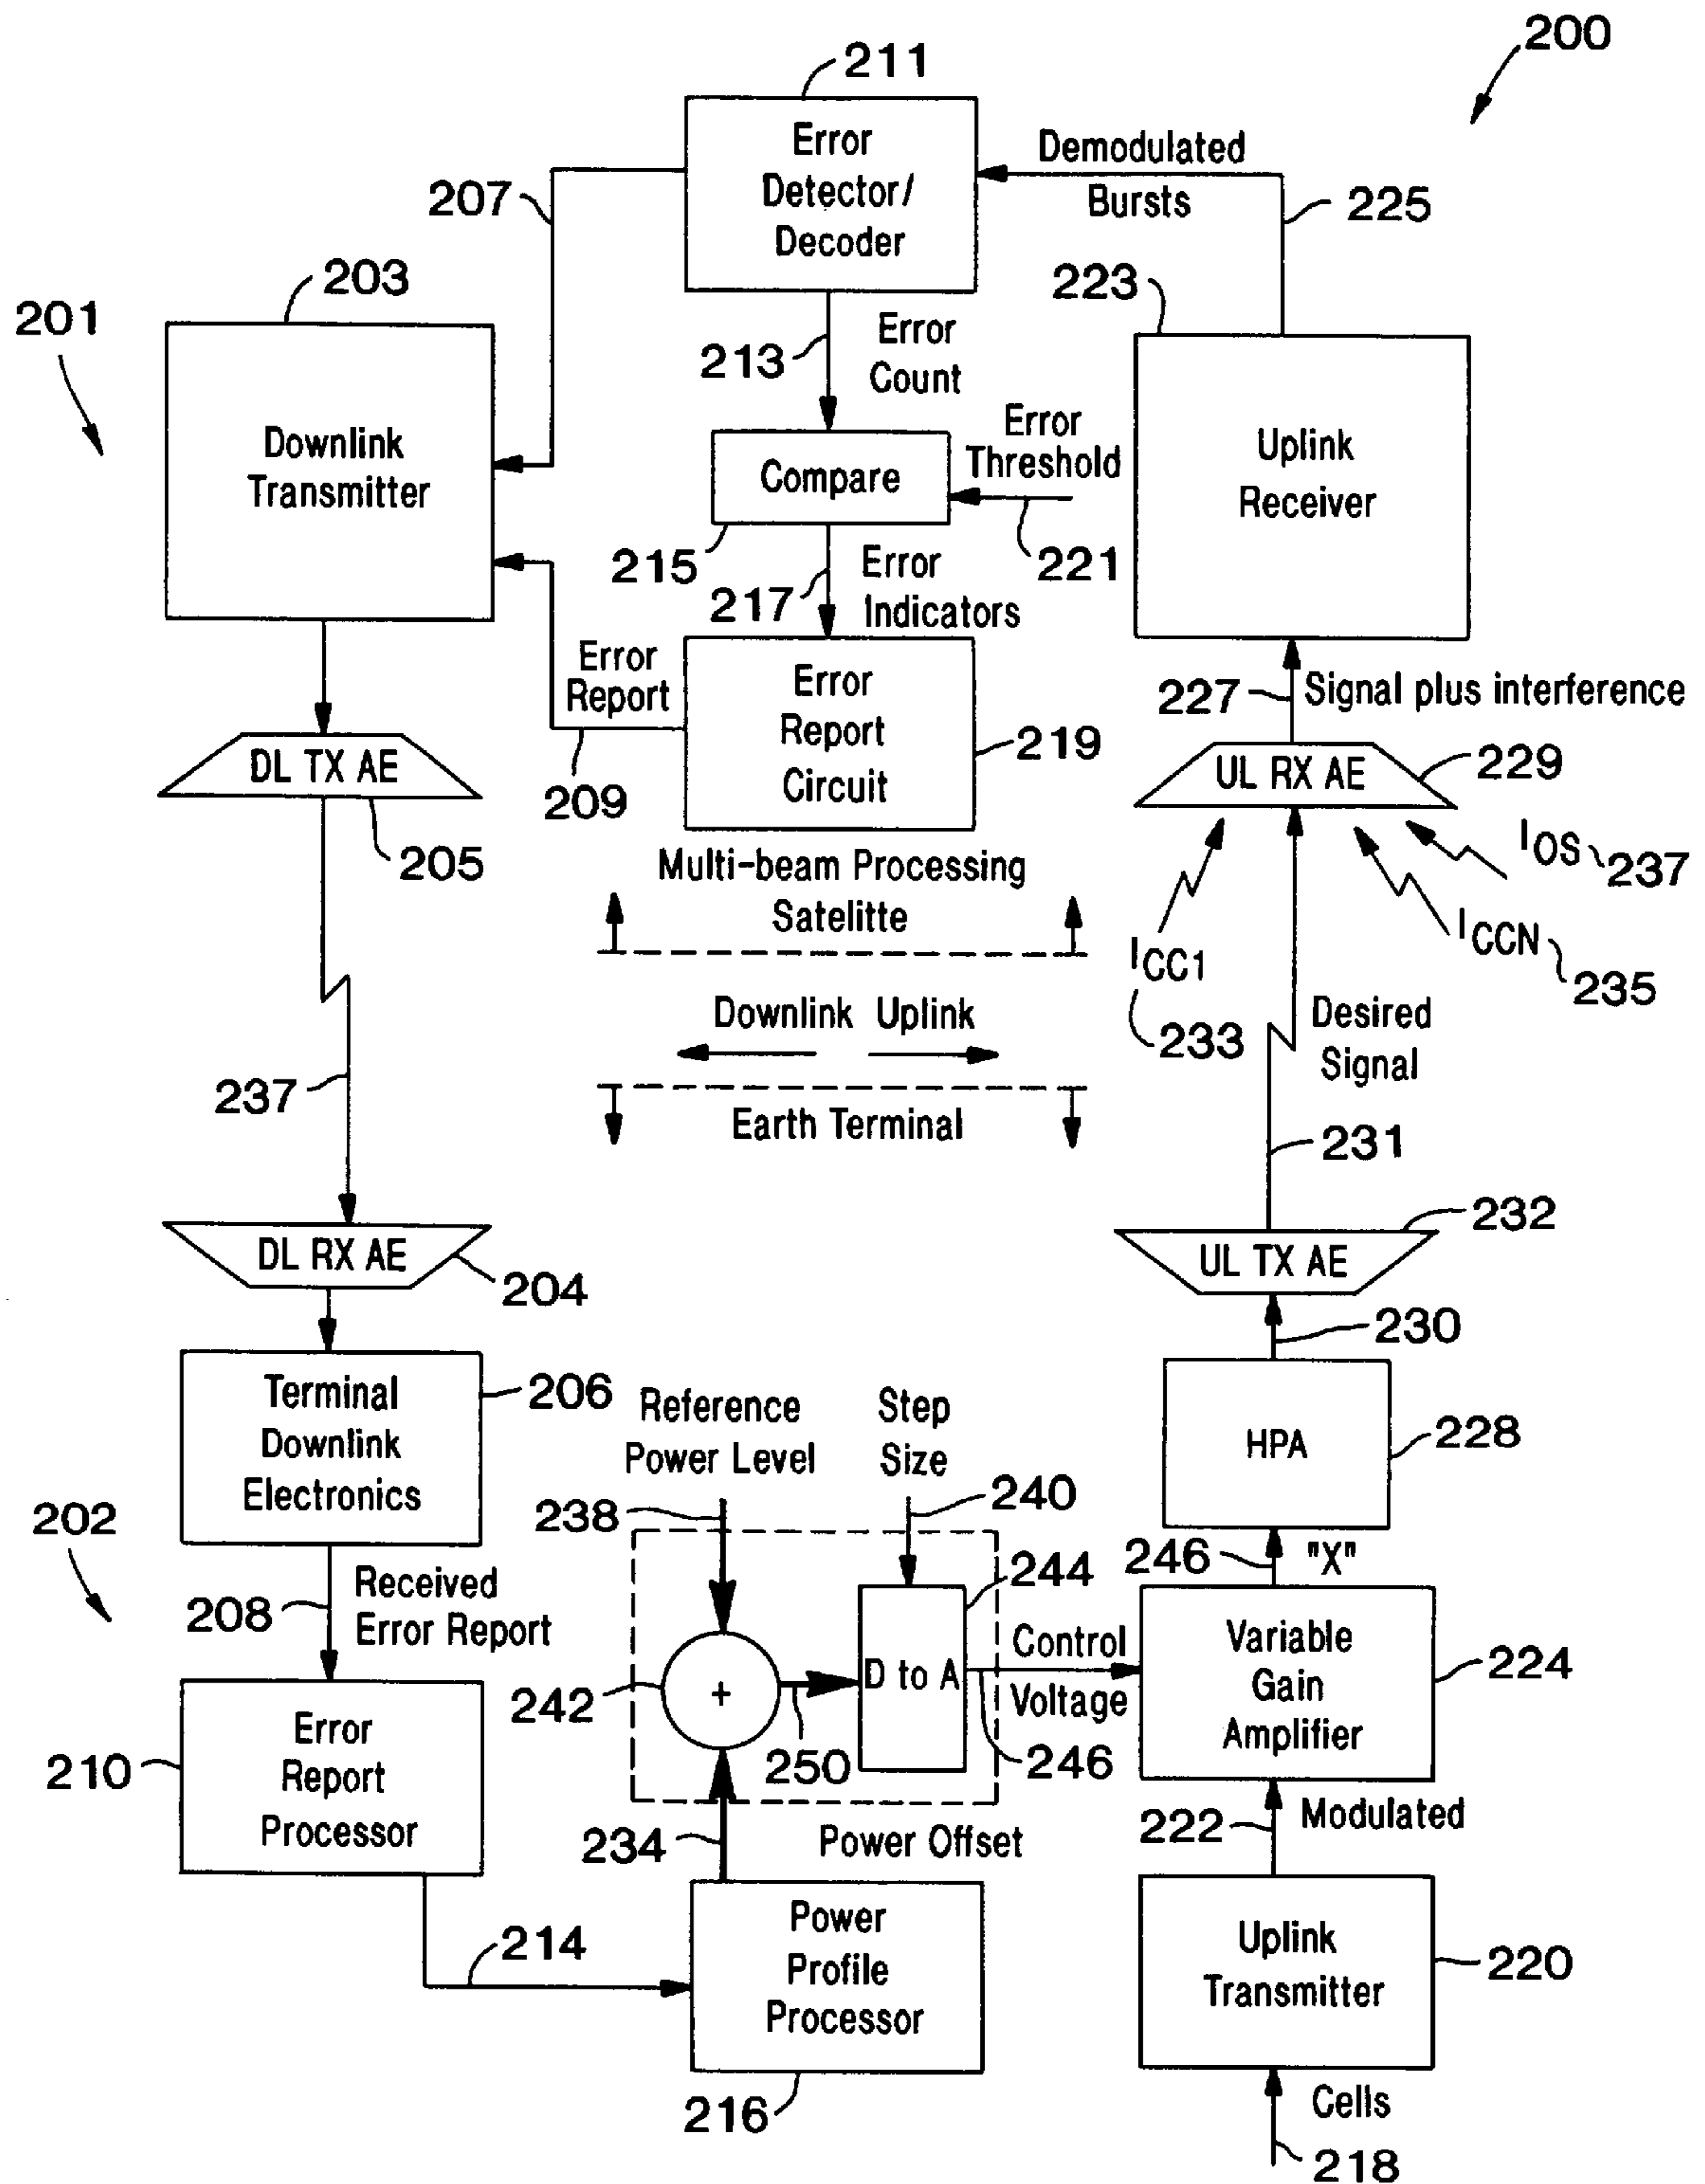 200
211
Error
Detector/
Decoder
Demodulated
Bursts
207
225
203
201
Downlink
Transmitter
223
Uplink
Receiver
213
Error
Count
Error
Threshold
Compare
215
221
217
Error
Indicators
Error
Report
209
Error
Report
Circuit
219
227
Signal plus interference
DL TX AE
205
UL RX AE
229
Multi-beam Processing
Satelitte
IOS
237
ICCN
235
ICC1
233
Downlink Uplink
Desired
Signal
237
Earth Terminal
231
DL RX AE
204
UL TX AE
232
230
Terminal
Downlink
Electronics
206
Reference
Power Level
Step
Size
HPA
228
202
238
240
246
"X"
208
Received
Error Report
244
242
+
D to A
Control
Voltage
Variable
Gain
Amplifier
224
250
246
210
Error
Report
Processor
234
Power Offset
222
Modulated
214
Power
Profile
Processor
Uplink
Transmitter
220
216
Cells
218